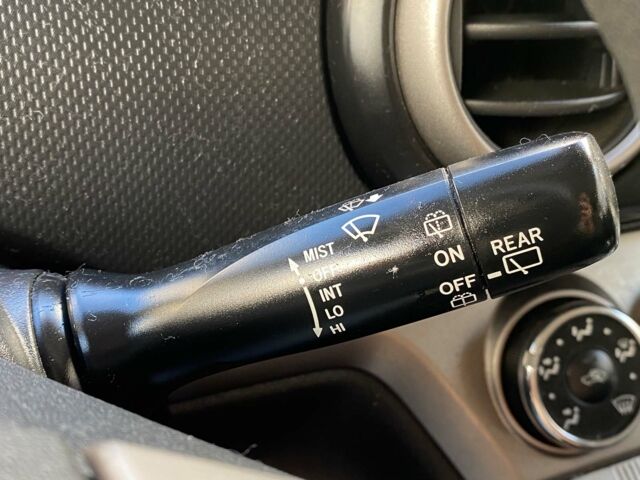 MIST
OFF
INT
LO
HI
ON
OFF
REAR